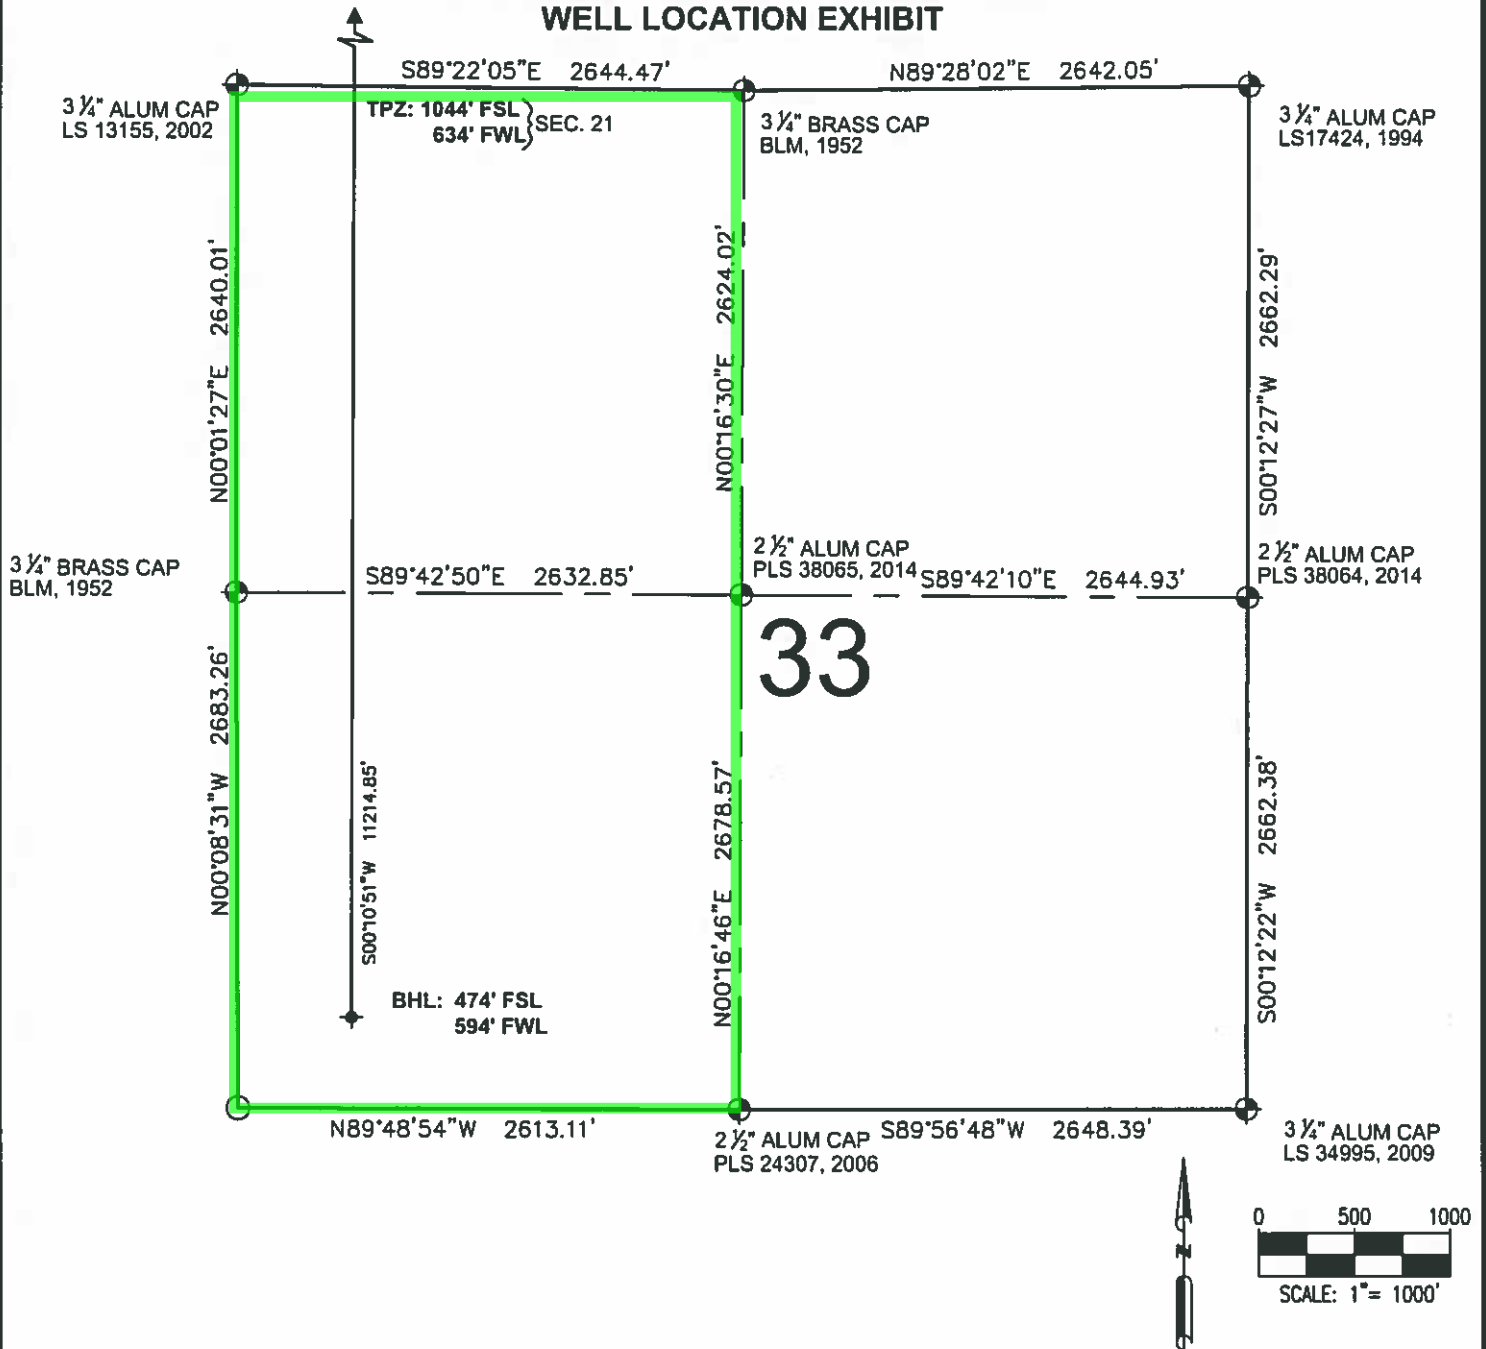 WELL LOCATION EXHIBIT
S89°22'05"E 2644.47'
N89°28'02"E 2642.05'
3 ¼" ALUM CAP
LS 13155, 2002
TPZ: 1044' FSL
634' FWL
SEC. 21
3 ¼" BRASS CAP
BLM, 1952
3 ¼" ALUM CAP
LS17424, 1994
N00°01'27"E 2640.01'
N00°16'30"E 2624.02'
S00°12'27"W 2662.29'
3 ¼" BRASS CAP
BLM, 1952
S89°42'50"E 2632.85'
2 ½" ALUM CAP
PLS 38065, 2014
S89°42'10"E 2644.93'
2 ½" ALUM CAP
PLS 38064, 2014
33
N00°08'31"W 2683.26'
S00°10'51"W 11214.85'
N00°16'46"E 2678.57'
S00°12'22"W 2662.38'
BHL: 474' FSL
594' FWL
N89°48'54"W 2613.11'
2 ½" ALUM CAP
PLS 24307, 2006
S89°56'48"W 2648.39'
3 ¼" ALUM CAP
LS 34995, 2009
N
0 500 1000
SCALE: 1"= 1000'